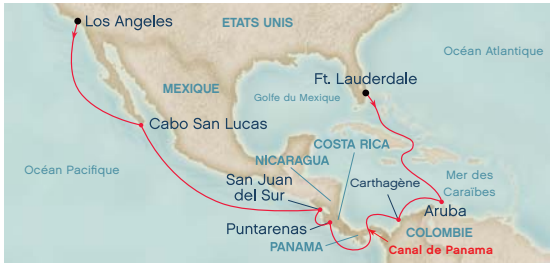 Los Angeles
ETATS UNIS
Océan Atlantique
Ft. Lauderdale
MEXIQUE
Golfe du Mexique
Cabo San Lucas
COSTA RICA
NICARAGUA
Océan Pacifique
Mer des
Caraïbes
San Juan
del Sur
Carthagène
Aruba
Puntarenas
COLOMBIE
PANAMA
Canal de Panama